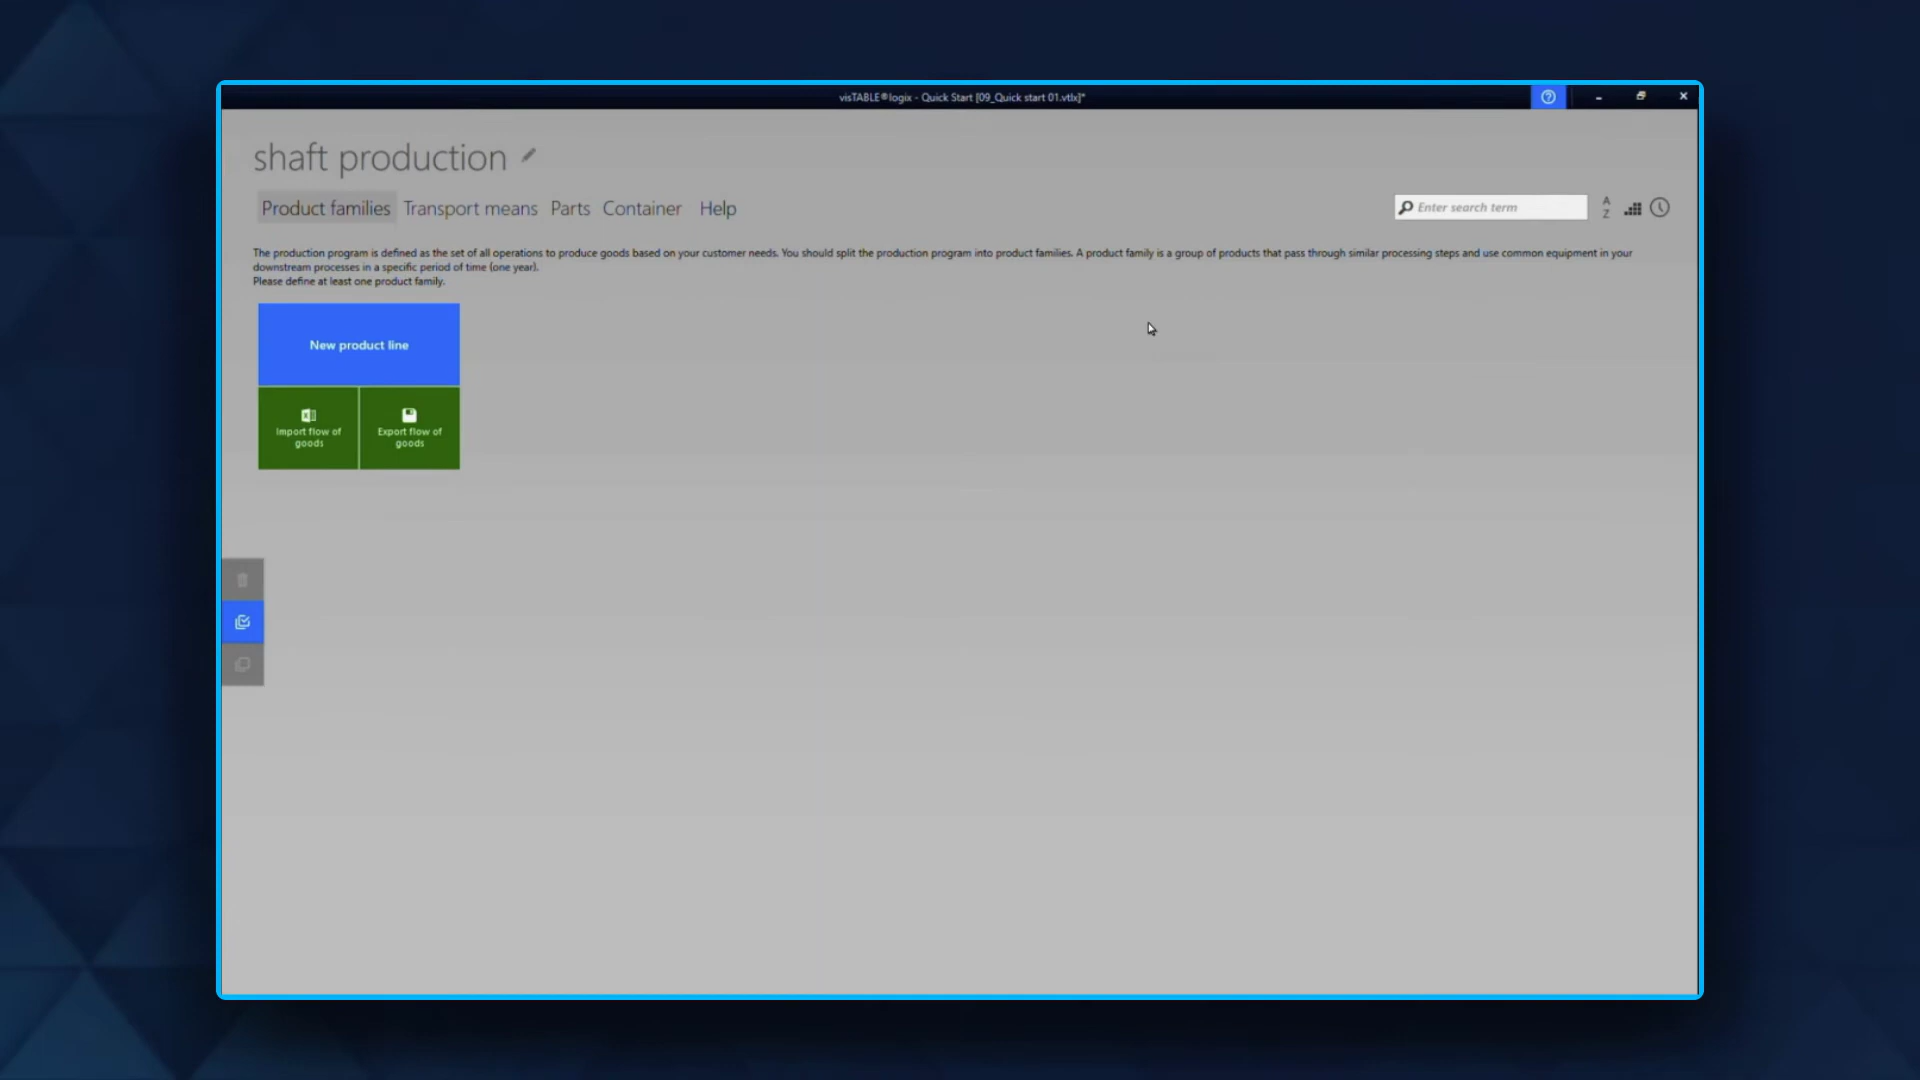 visTABLE®logix - Quick Start [09_Quick start 01.vtlx]*
shaft production
Product families Transport means Parts Container Help
Enter search term
A
Z
The production program is defined as the set of all operations to produce goods based on your customer needs. You should split the production program into product families. A product family is a group of products that pass through similar processing steps and use common equipment in your
downstream processes in a specific period of time (one year).
Please define at least one product family.
New product line
Import flow of
goods
Export flow of
goods